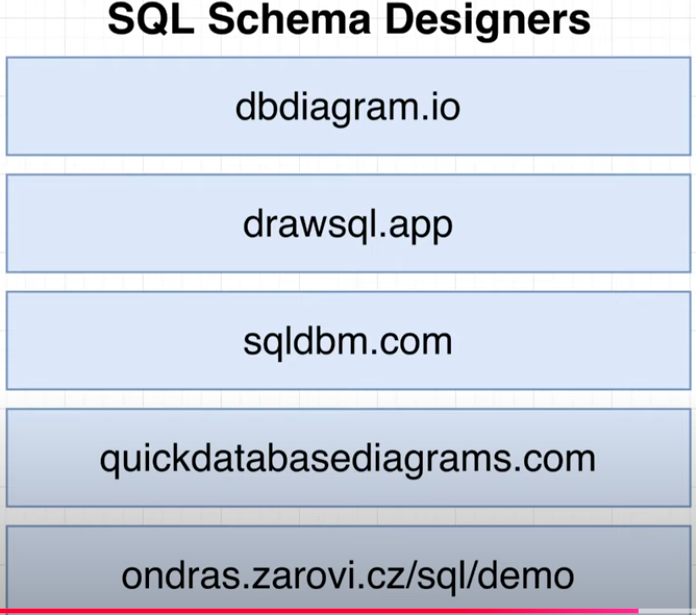 SQL Schema Designers
dbdiagram.io
drawsql.app
sqldbm.com
quickdatabasediagrams.com
ondras.zarovi.cz/sql/demo